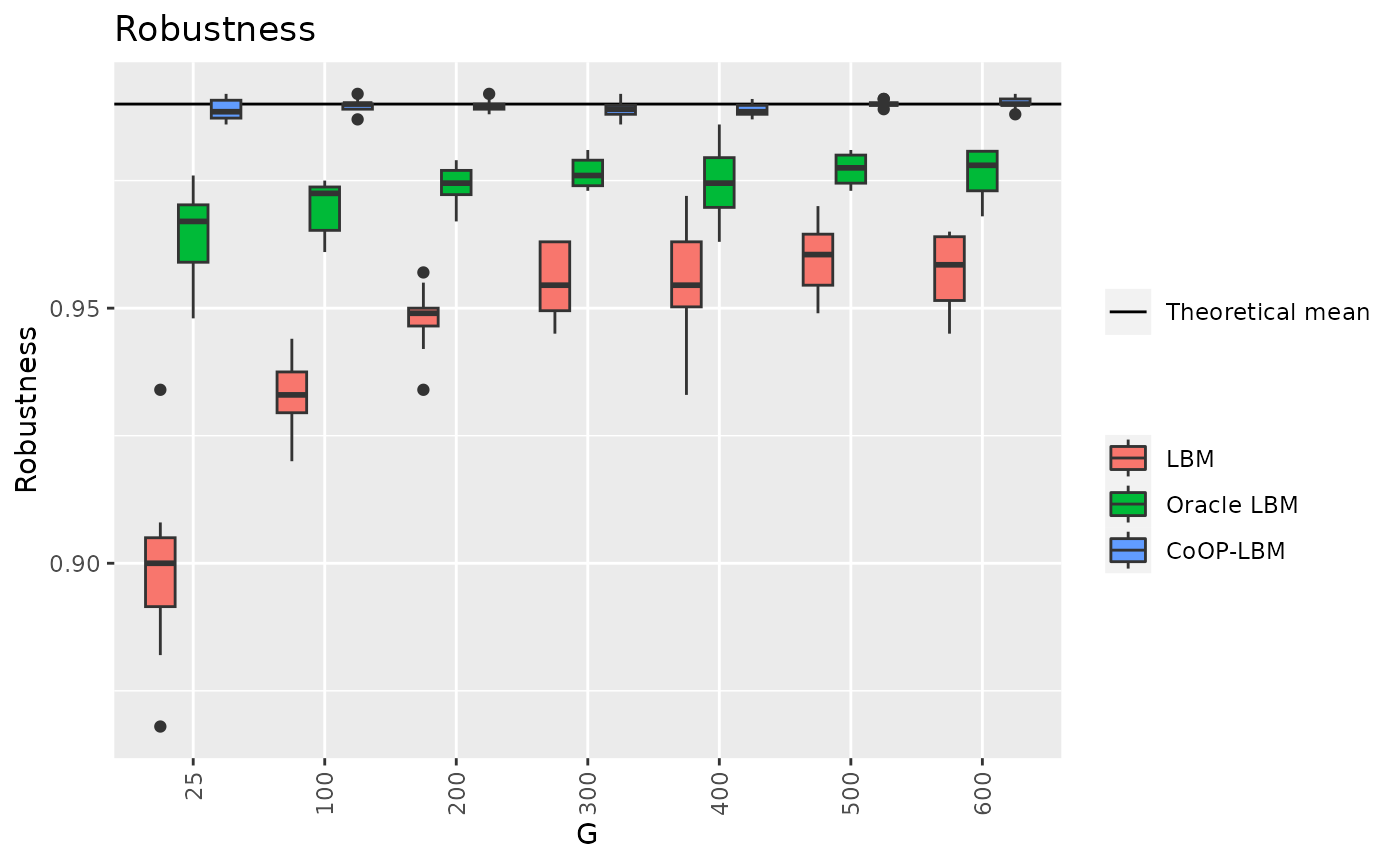 Robustness
Robustness
0.95
0.90
25
100
200
300
400
500
600
G
Theoretical mean
LBM
Oracle LBM
CoOP-LBM